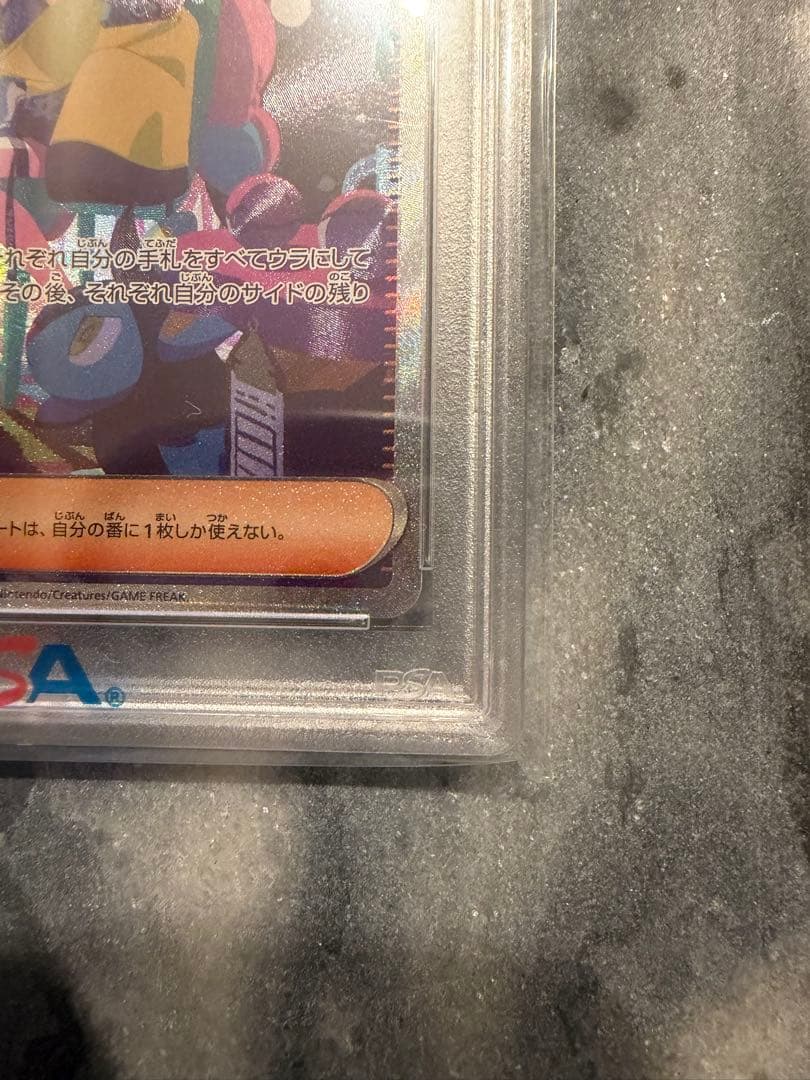 れぞれ自分の手札をすべてウラにして
その後、それぞれ自分のサイドの残り
ートは、自分の番に1枚しか使えない。
Nintendo/Creatures/GAME FREAK.
SA®
PSA